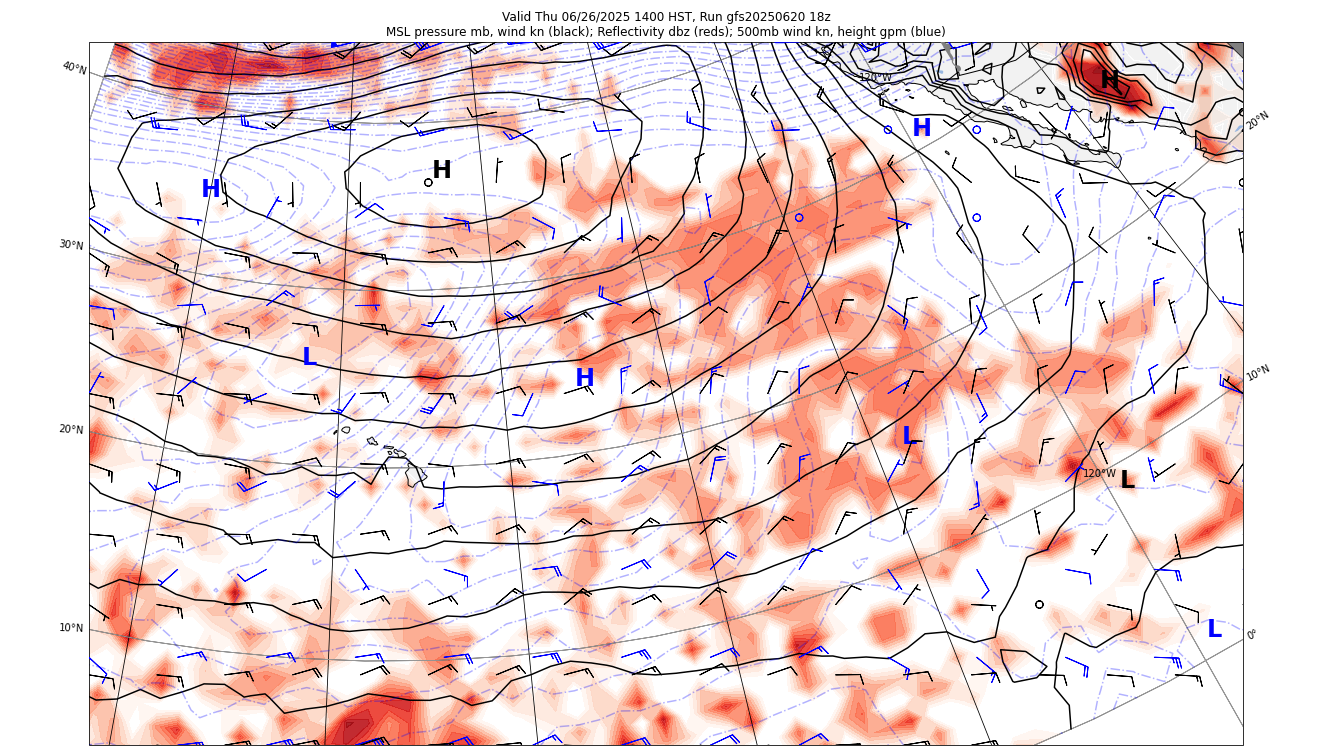 Valid Thu 06/26/2025 1400 HST, Run gfs20250620 18z
MSL pressure mb, wind kn (black); Reflectivity dbz (reds); 500mb wind kn, height gpm (blue)
40°N
120°W
H
20°N
H
H
H
30°N
L
H
10°N
20°N
L
120°W
L
10°N
L
0°